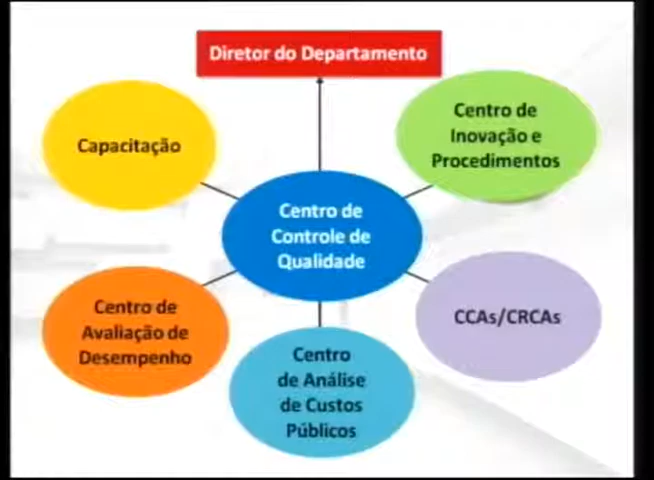 Diretor do Departamento
Capacitação
Centro de
Inovação e
Procedimentos
Centro de
Controle de
Qualidade
Centro de
Avaliação de
Desempenho
CCAs/CRCAs
Centro
de Análise
de Custos
Públicos